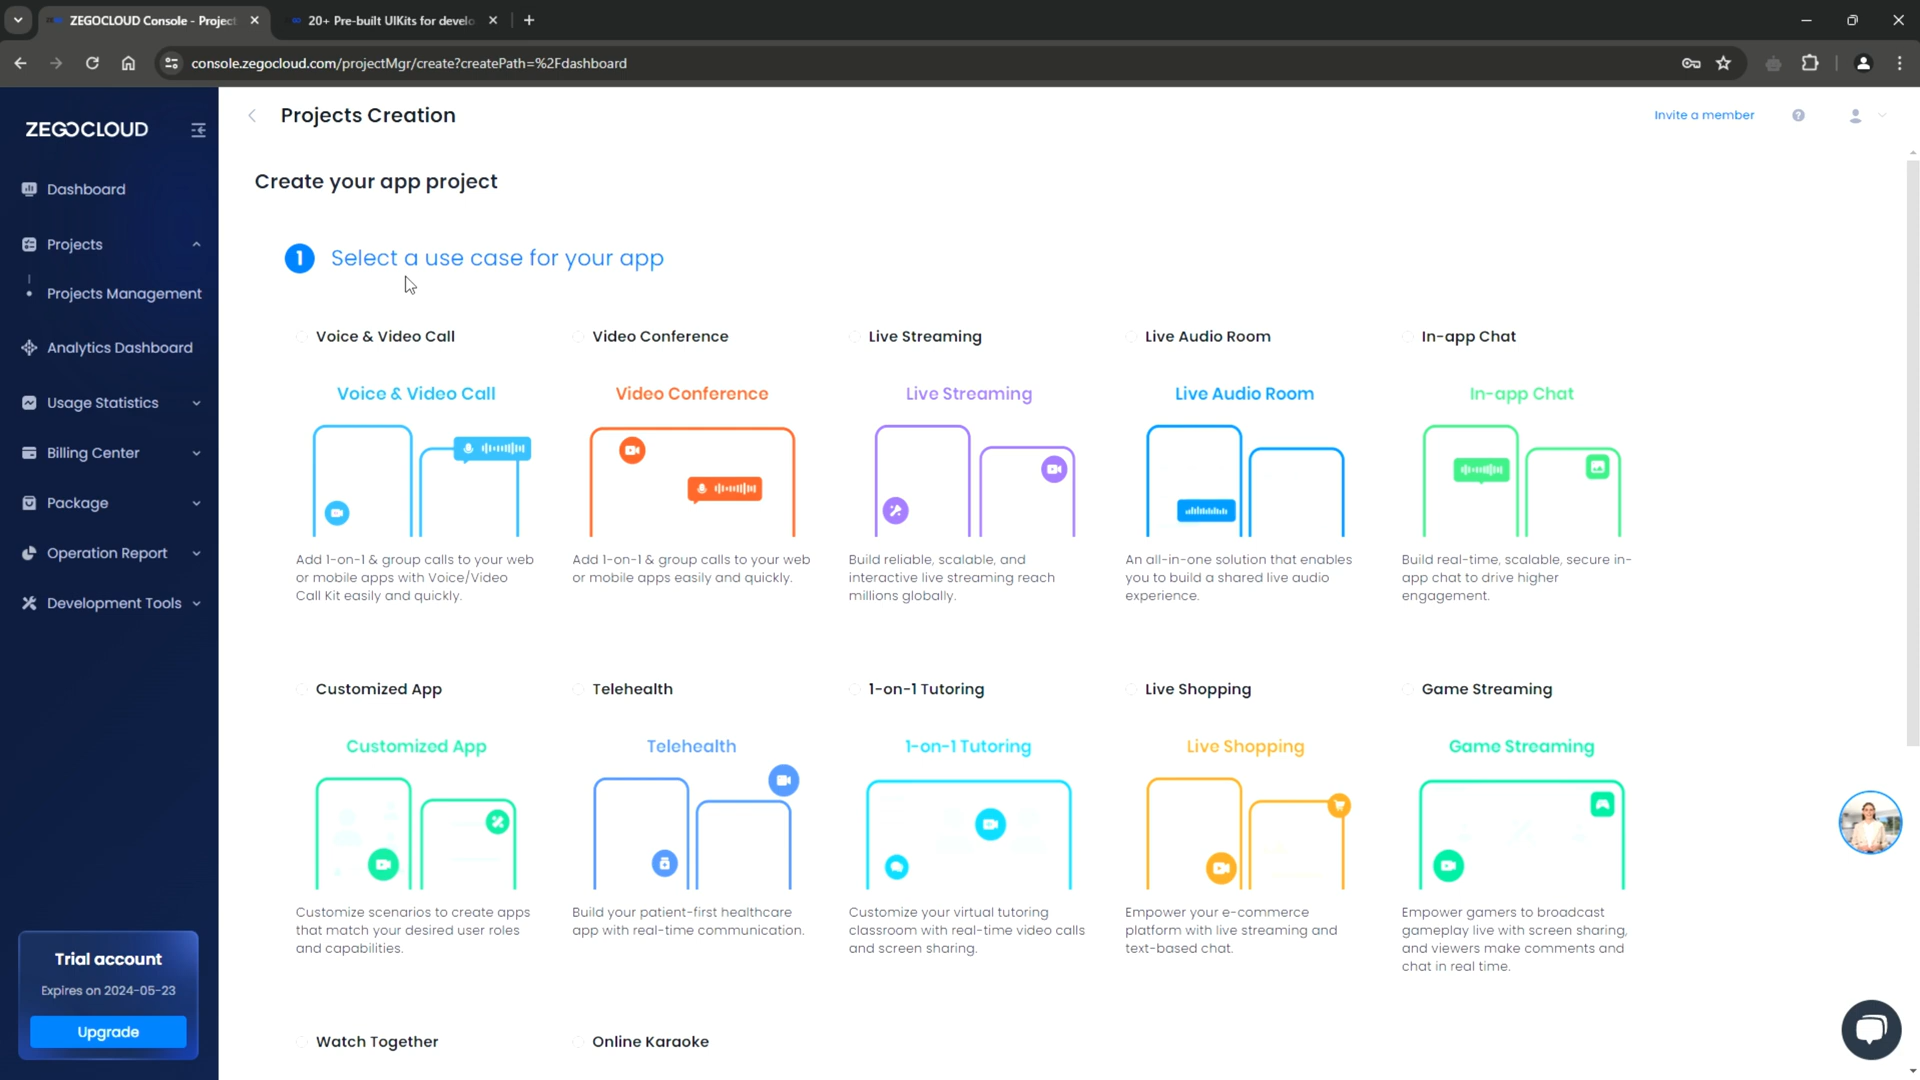 ZEGOCLOUD Console - Project
20+ Pre-built UIKits for develo
console.zegocloud.com/projectMgr/create?createPath=%2Fdashboard
ZEGOCLOUD
Projects Creation
Invite a member
Dashboard
Projects
Projects Management
Analytics Dashboard
Usage Statistics
Billing Center
Package
Operation Report
Development Tools
Trial account
Expires on 2024-05-23
Upgrade
Create your app project
1 Select a use case for your app
Voice & Video Call
Voice & Video Call
Add 1-on-1 & group calls to your web
or mobile apps with Voice/Video
Call Kit easily and quickly.
Video Conference
Video Conference
Add 1-on-1 & group calls to your web
or mobile apps easily and quickly.
Live Streaming
Live Streaming
Build reliable, scalable, and
interactive live streaming reach
millions globally.
Live Audio Room
Live Audio Room
An all-in-one solution that enables
you to build a shared live audio
experience.
In-app Chat
In-app Chat
Build real-time, scalable, secure in-
app chat to drive higher
engagement.
Customized App
Customized App
Customize scenarios to create apps
that match your desired user roles
and capabilities.
Telehealth
Telehealth
Build your patient-first healthcare
app with real-time communication.
1-on-1 Tutoring
1-on-1 Tutoring
Customize your virtual tutoring
classroom with real-time video calls
and screen sharing.
Live Shopping
Live Shopping
Empower your e-commerce
platform with live streaming and
text-based chat.
Game Streaming
Game Streaming
Empower gamers to broadcast
gameplay live with screen sharing,
and viewers make comments and
chat in real time.
Watch Together
Online Karaoke